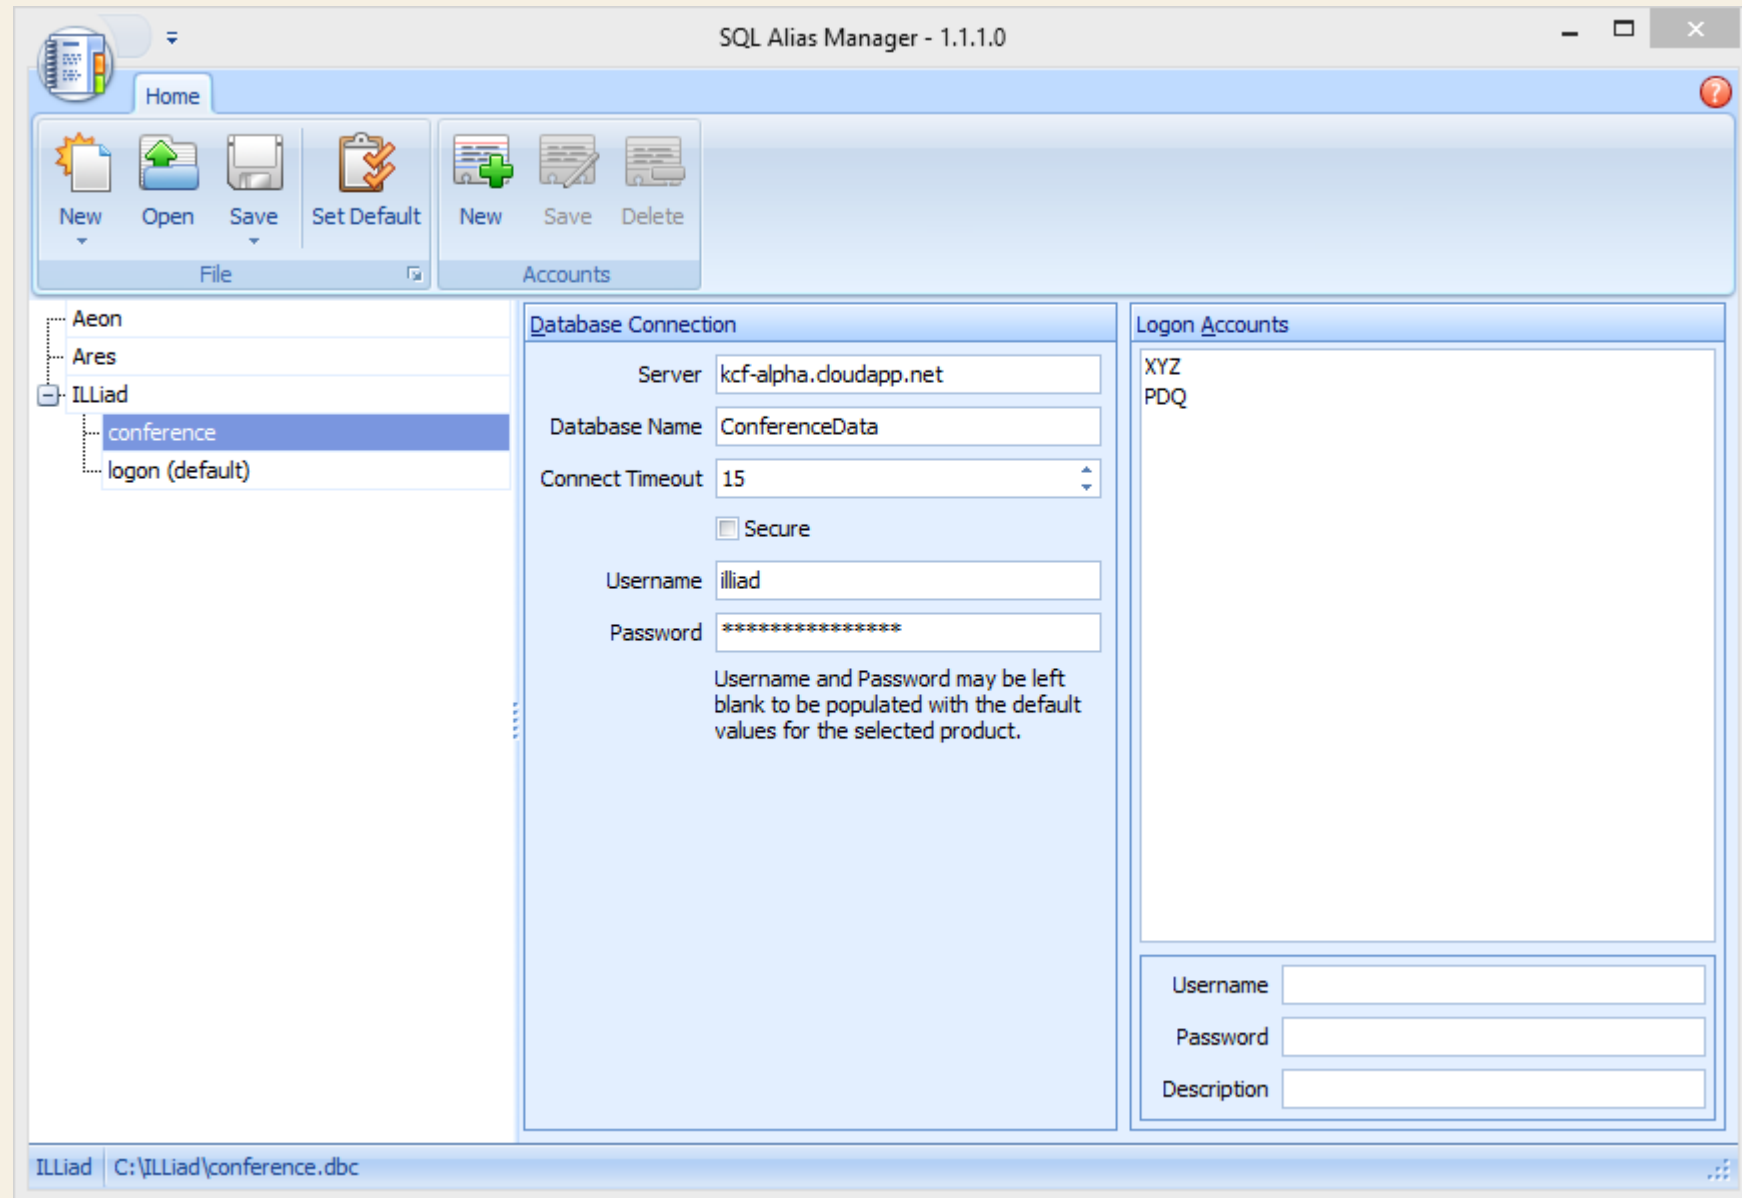 SQL Alias Manager - 1.1.1.0
Home
New
Open
Save
Set Default
New
Save
Delete
File
Accounts
Aeon
Ares
ILLiad
conference
logon (default)
Database Connection
Server kcf-alpha.cloudapp.net
Database Name ConferenceData
Connect Timeout 15
Secure
Username illiad
Password ***************
Username and Password may be left
blank to be populated with the default
values for the selected product.
Logon Accounts
XYZ
PDQ
Username
Password
Description
ILLiad C:\ILLiad\conference.dbc